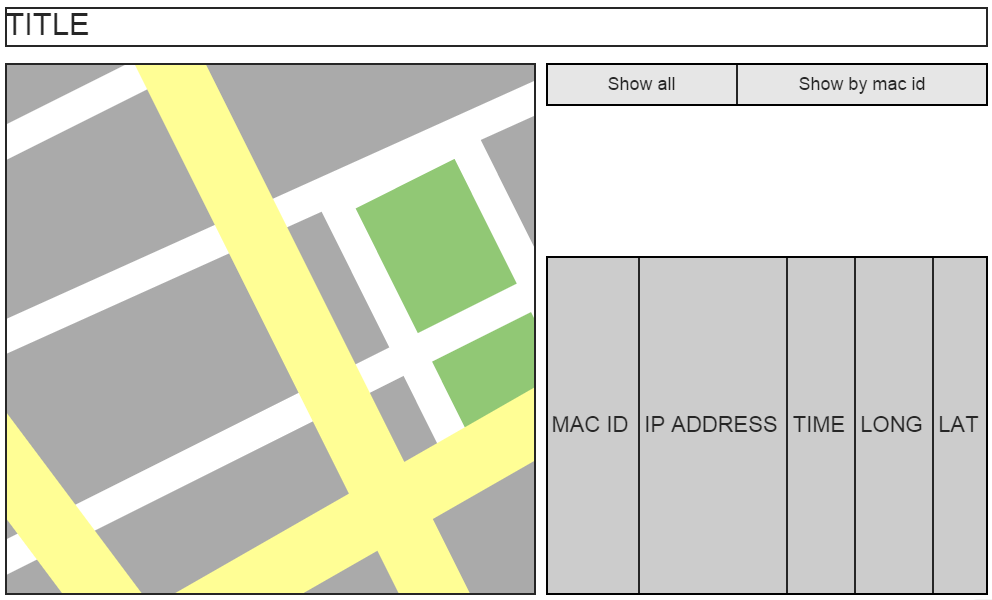 TITLE
Show all
Show by mac id
MAC ID
IP ADDRESS
TIME
LONG
LAT